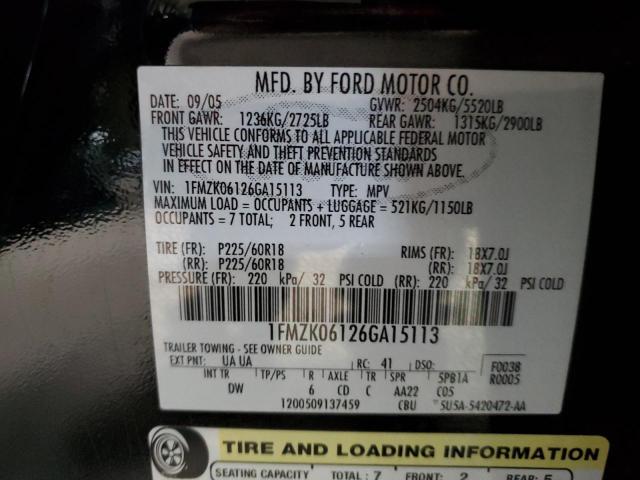 MFD. BY FORD MOTOR CO.
DATE: 09/05 GVWR: 2504KG/5520LB
FRONT GAWR: 1236KG/2725LB REAR GAWR: 1315KG/2900LB
THIS VEHICLE CONFORMS TO ALL APPLICABLE FEDERAL MOTOR
VEHICLE SAFETY AND THEFT PREVENTION STANDARDS
IN EFFECT ON THE DATE OF MANUFACTURE SHOWN ABOVE.
VIN: 1FMZK06126GA15113 TYPE: MPV
MAXIMUM LOAD = OCCUPANTS + LUGGAGE = 521KG/1150LB
OCCUPANTS = 7 TOTAL; 2 FRONT, 5 REAR
TIRE (FR): P225/60R18 RIMS (FR): 18X7.0J
(RR): P225/60R18 (RR): 18X7.0J
PRESSURE (FR): 220 kPa/ 32 PSI COLD (RR): 220 kPa/ 32 PSI COLD
1FMZK06126GA15113
TRAILER TOWING - SEE OWNER GUIDE
EXT PNT: UA UA RC: 41 DSO: F0038
INT TR TP/PS R AXLE TR SPR SPB1A R0005
DW 6 CD C AA22 C05
1200509137459 CBU 5U5A-5420472-AA
TIRE AND LOADING INFORMATION
SEATING CAPACITY TOTAL: 7 FRONT: 2 REAR: 5